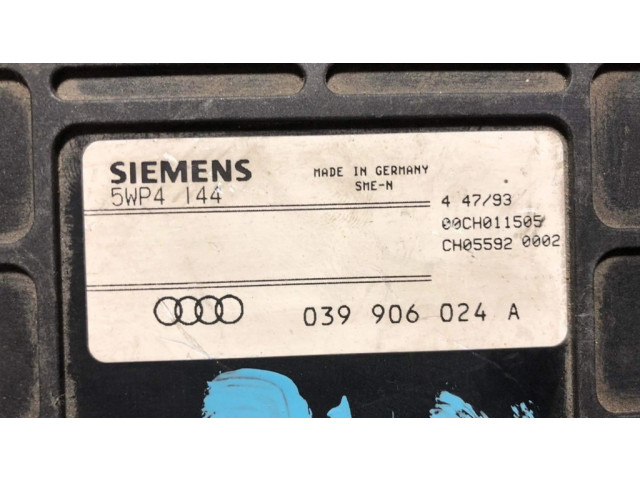 SIEMENS
5WP4 144
MADE IN GERMANY
SME-N
4 47/93
00CH011505
CH05592 0002
039 906 024 A